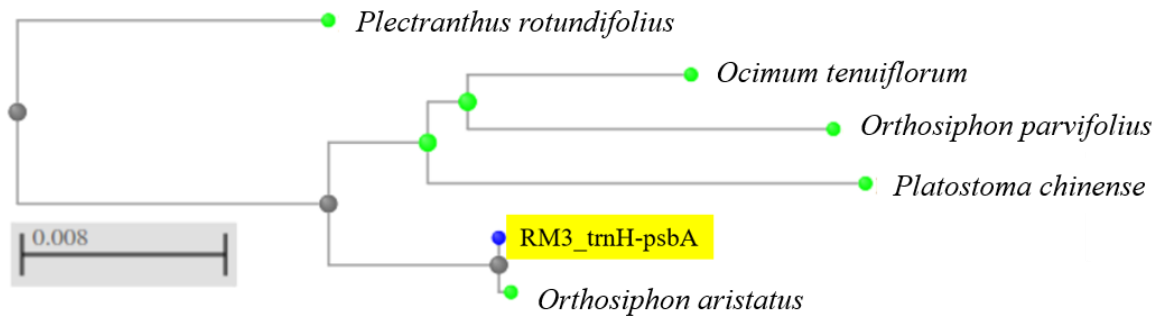 Plectranthus rotundifolius
Ocimum tenuiflorum
Orthosiphon parvifolius
Platostoma chinense
0.008
RM3_trnH-psbA
Orthosiphon aristatus